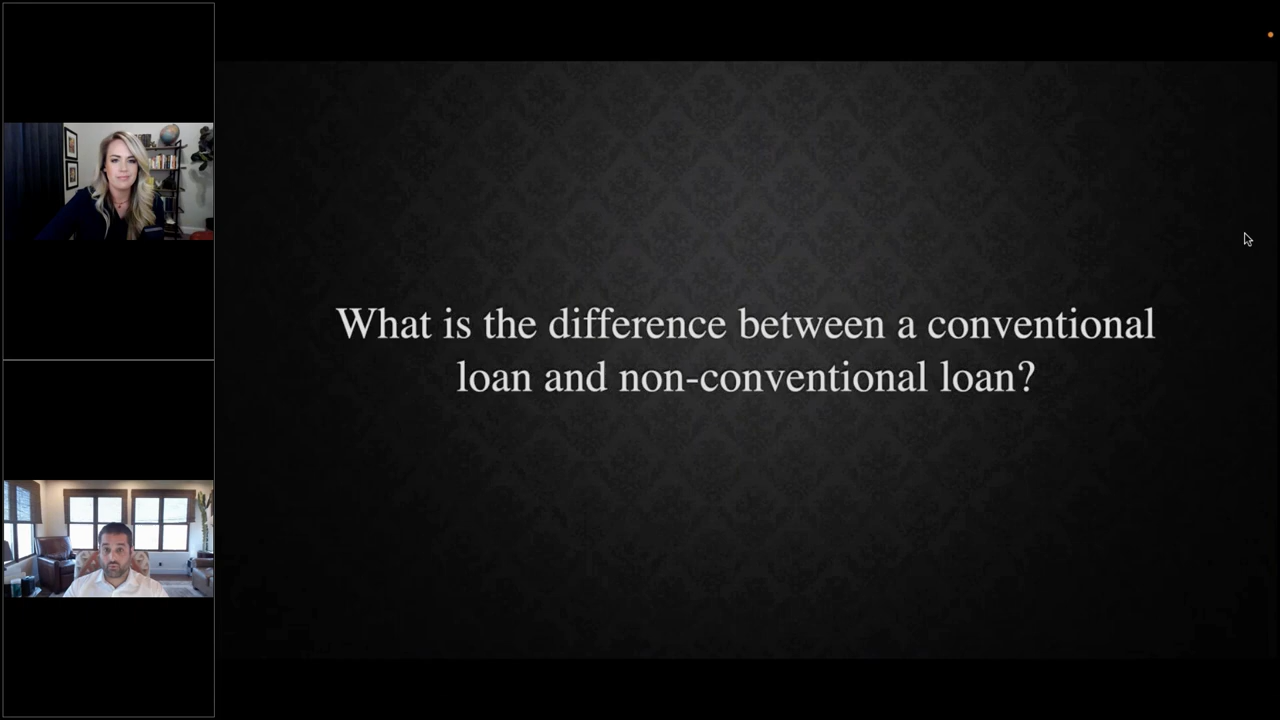 What is the difference between a conventional
loan and non-conventional loan?